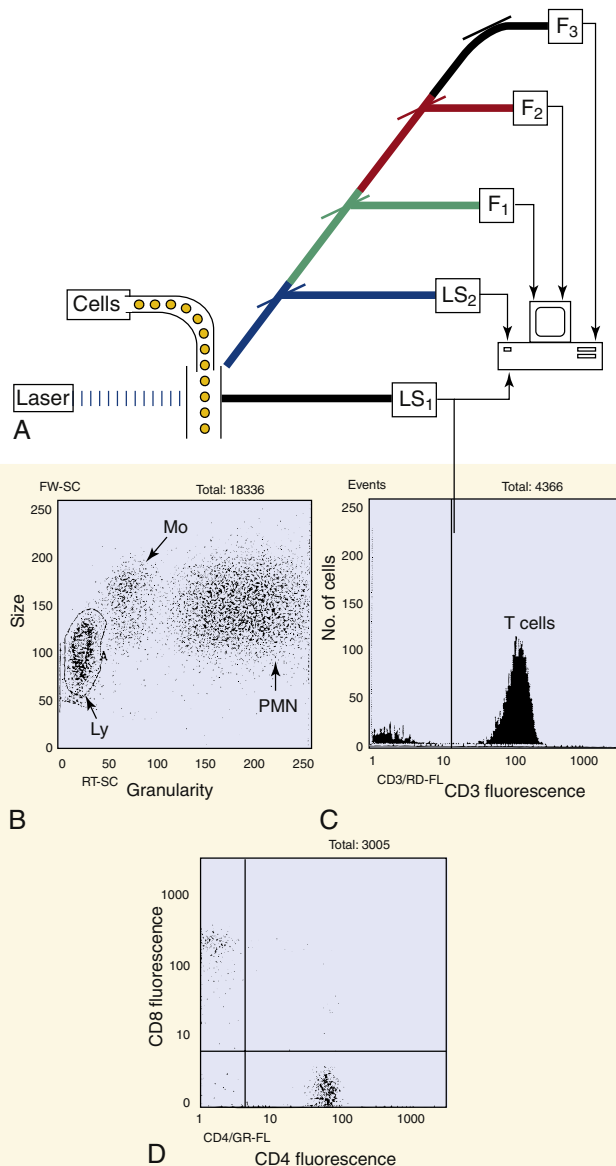 F3
F2
F1
Cells
LS2
Laser
LS1
A
FW-SC
Total: 18336
250
200
150
100
50
0
Size
Mo
A
Ly
PMN
0 50 100 150 200 250
RT-SC
Granularity
B
Events
Total: 4366
250
200
150
100
50
0
No. of cells
T cells
1 10 100 1000
CD3/RD-FL
CD3 fluorescence
C
Total: 3005
1000
100
10
0
CD8 fluorescence
1 10 100 1000
CD4/GR-FL
CD4 fluorescence
D